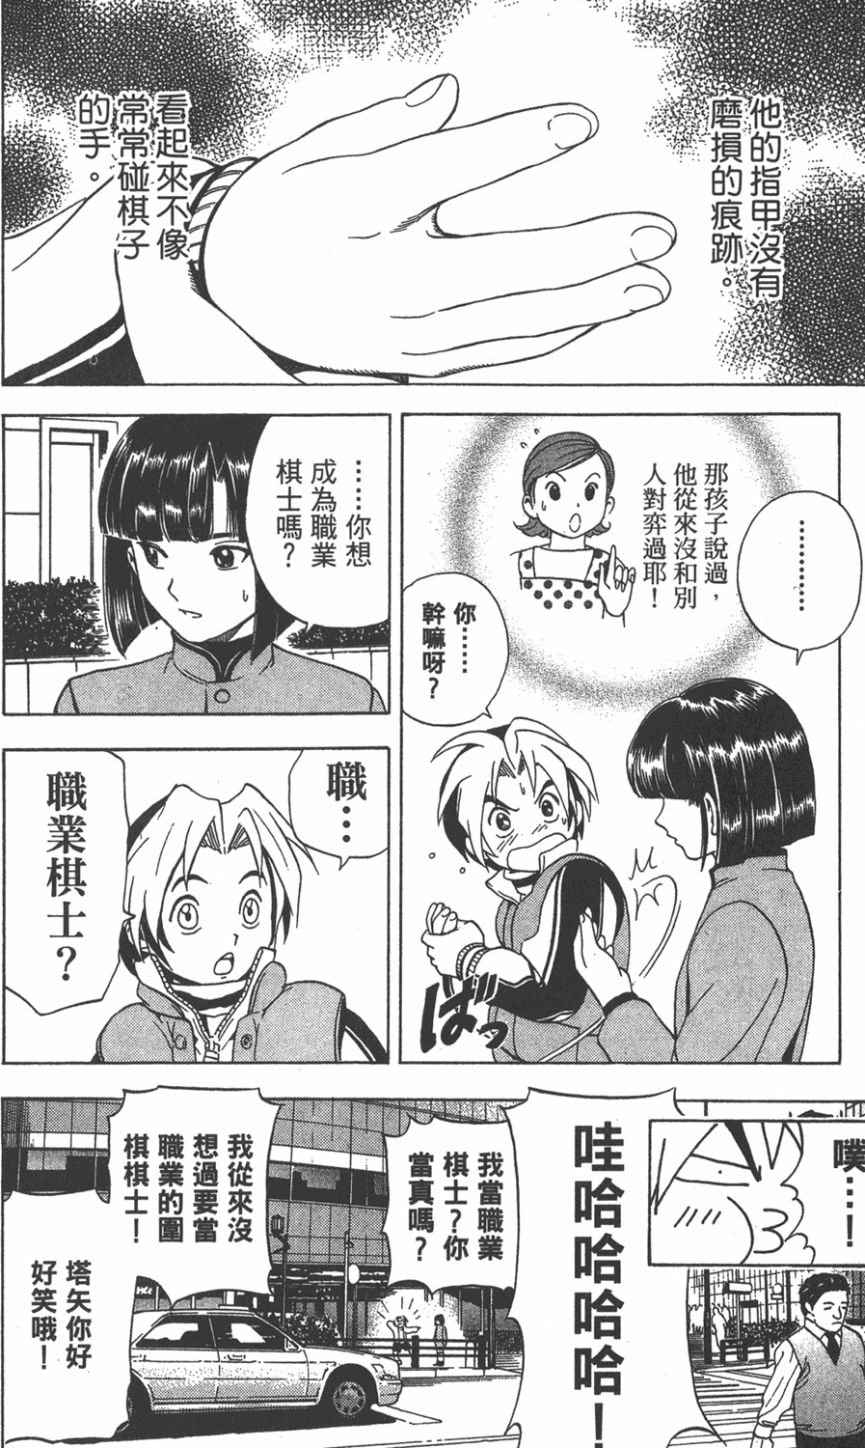 他的指甲沒有
磨損的痕跡。
看起來不像
常常碰棋子
的手。
…………
那孩子說過，
他從來沒和別
人對弈過耶！
你……
幹嘛呀？
ばっ
……你想
成為職業
棋士嗎？
職…
職業棋士？
噗…！
哇哈哈哈哈哈！
我當職業
棋士？你
當真嗎？
我從來沒
想過要當
職業的圍
棋棋士！
塔矢你好
好笑哦！